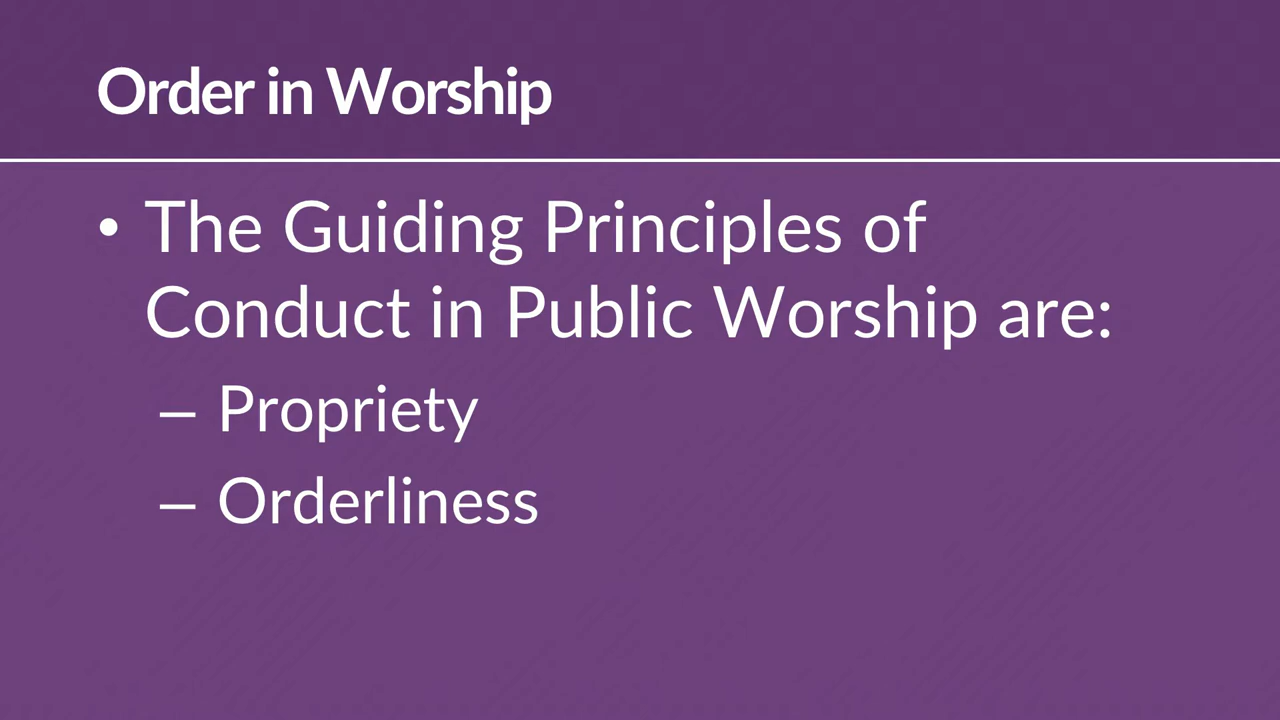 Order in Worship
• The Guiding Principles of
Conduct in Public Worship are:
– Propriety
– Orderliness